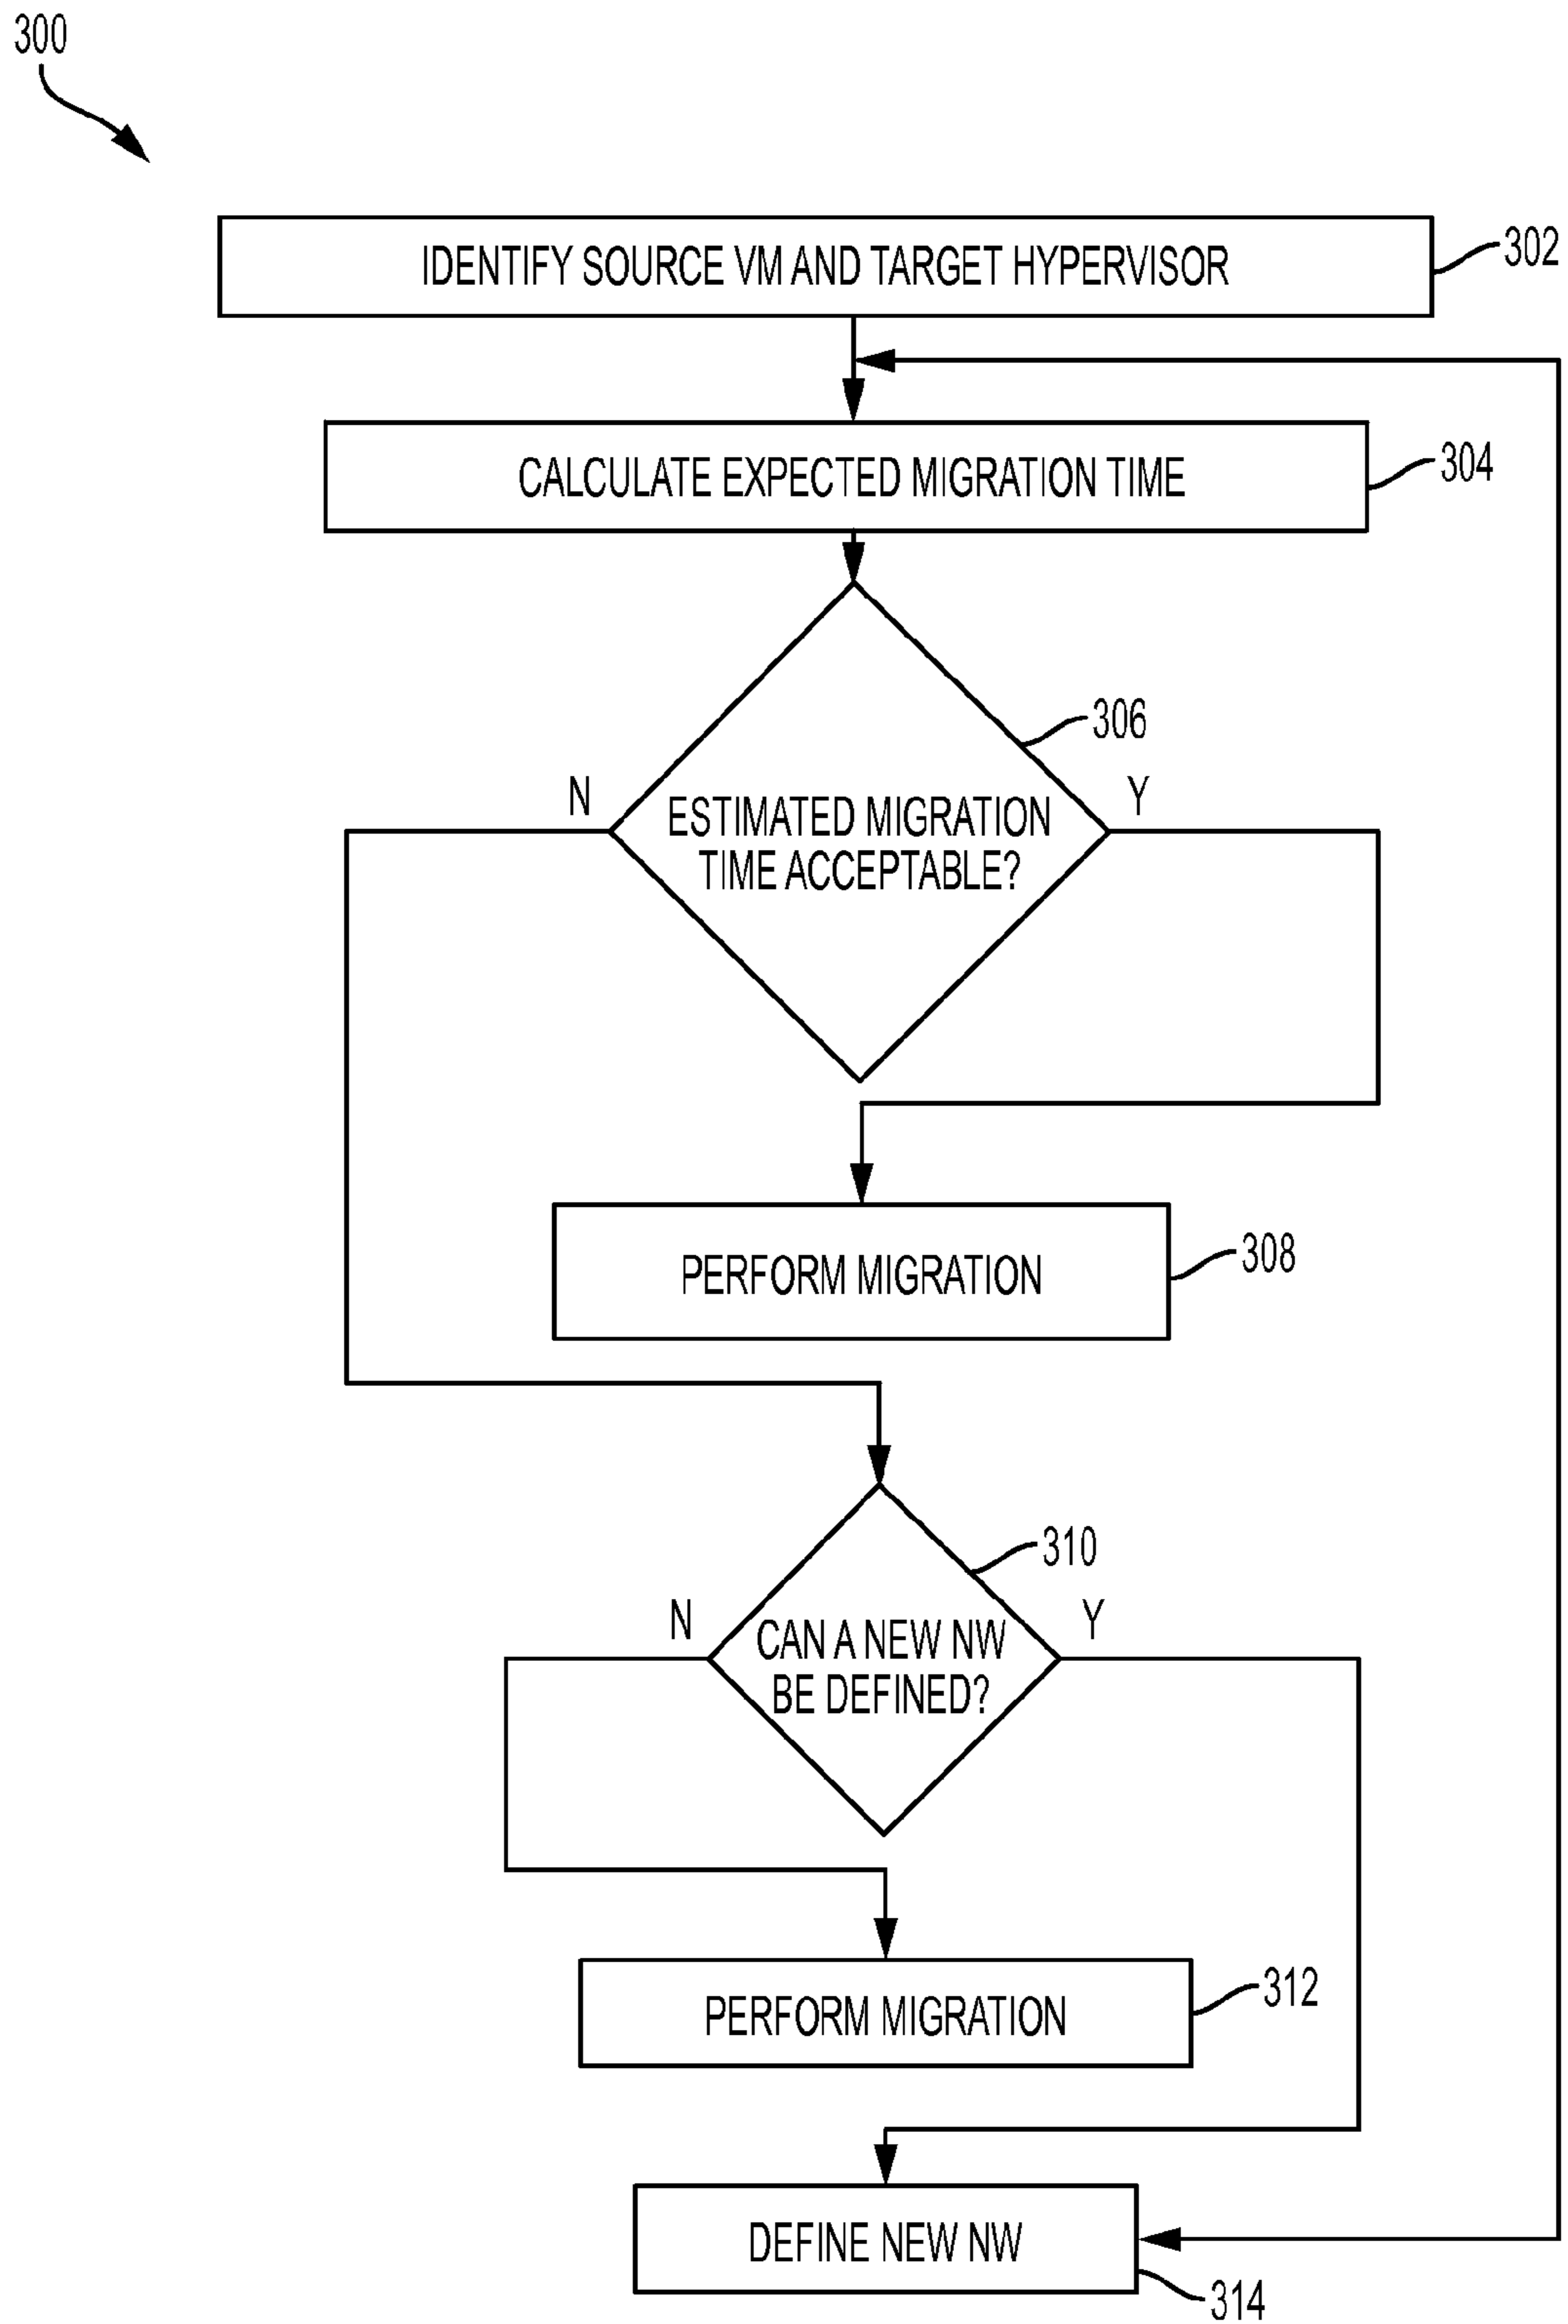 300
IDENTIFY SOURCE VM AND TARGET HYPERVISOR
302
CALCULATE EXPECTED MIGRATION TIME
304
306
N
Y
ESTIMATED MIGRATION
TIME ACCEPTABLE?
PERFORM MIGRATION
308
310
N
Y
CAN A NEW NW
BE DEFINED?
PERFORM MIGRATION
312
DEFINE NEW NW
314